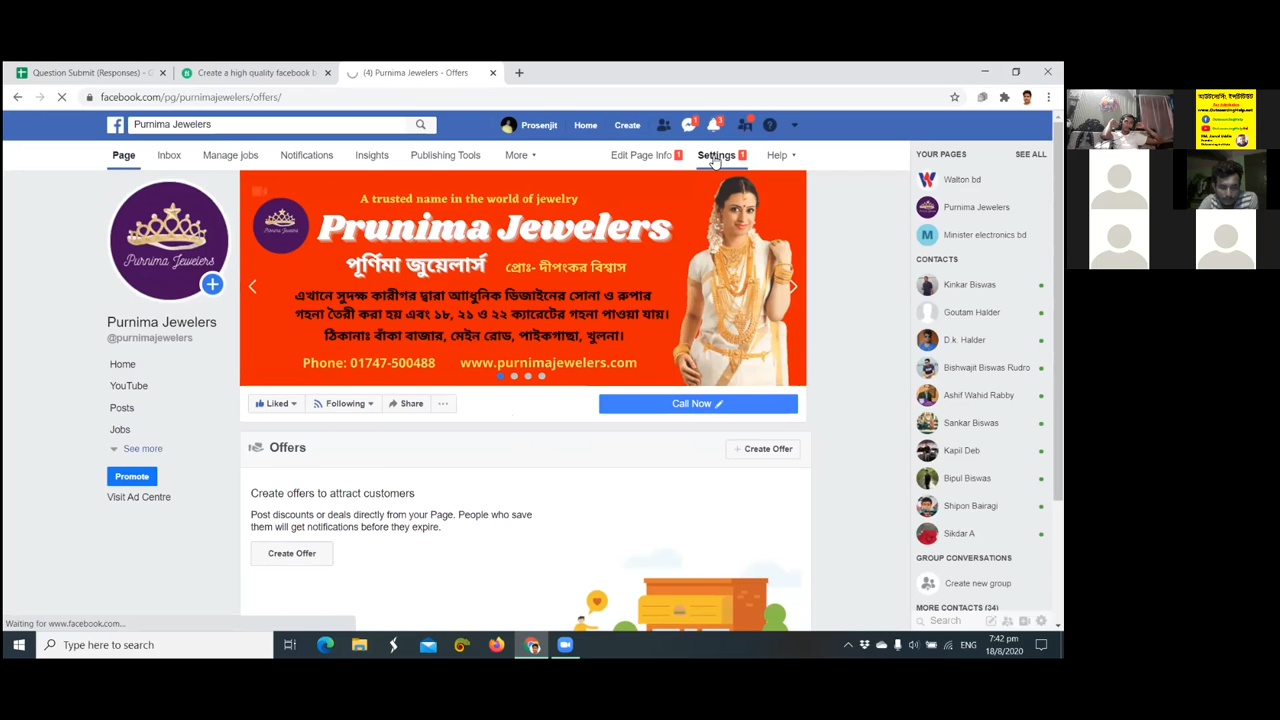 Question Submit (Responses) - G
Create a high quality facebook b
(4) Purnima Jewelers - Offers
facebook.com/pg/purnimajewelers/offers/
Purnima Jewelers
Prosenjit
Home
Create
1
3
Page
Inbox
Manage jobs
Notifications
Insights
Publishing Tools
More
Edit Page Info 1
Settings 1
Help
A trusted name in the world of jewelry
Prunima Jewelers
পূর্ণিমা জুয়েলার্স প্রোঃ- দীপংকর বিশ্বাস
এখানে সুদক্ষ কারীগর দ্বারা আাধুনিক ডিজাইনের সোনা ও রুপার
গহনা তৈরী করা হয় এবং ১৮, ২১ ও ২২ ক্যারেটের গহনা পাওয়া যায়।
ঠিকানাঃ বাঁকা বাজার, মেইন রোড, পাইকগাছা, খুলনা।
Phone: 01747-500488 www.purnimajewelers.com
Purnima Jewelers
Purnima Jewelers
@purnimajewelers
Home
YouTube
Posts
Jobs
See more
Promote
Visit Ad Centre
Liked
Following
Share
Call Now
Offers
+ Create Offer
Create offers to attract customers
Post discounts or deals directly from your Page. People who save
them will get notifications before they expire.
Create Offer
YOUR PAGES SEE ALL
Walton bd
Purnima Jewelers
M Minister electronics bd
CONTACTS
Kinkar Biswas
Goutam Halder
D.k. Halder
Bishwajit Biswas Rudro
Ashif Wahid Rabby
Sankar Biswas
Kapil Deb
Bipul Biswas
Shipon Bairagi
Sikdar A
GROUP CONVERSATIONS
Create new group
MORE CONTACTS (34)
Search
Waiting for www.facebook.com...
Type here to search
ENG
7:42 pm
18/8/2020
আউটসোর্সিং ইনস্টিটিউট
For Admission